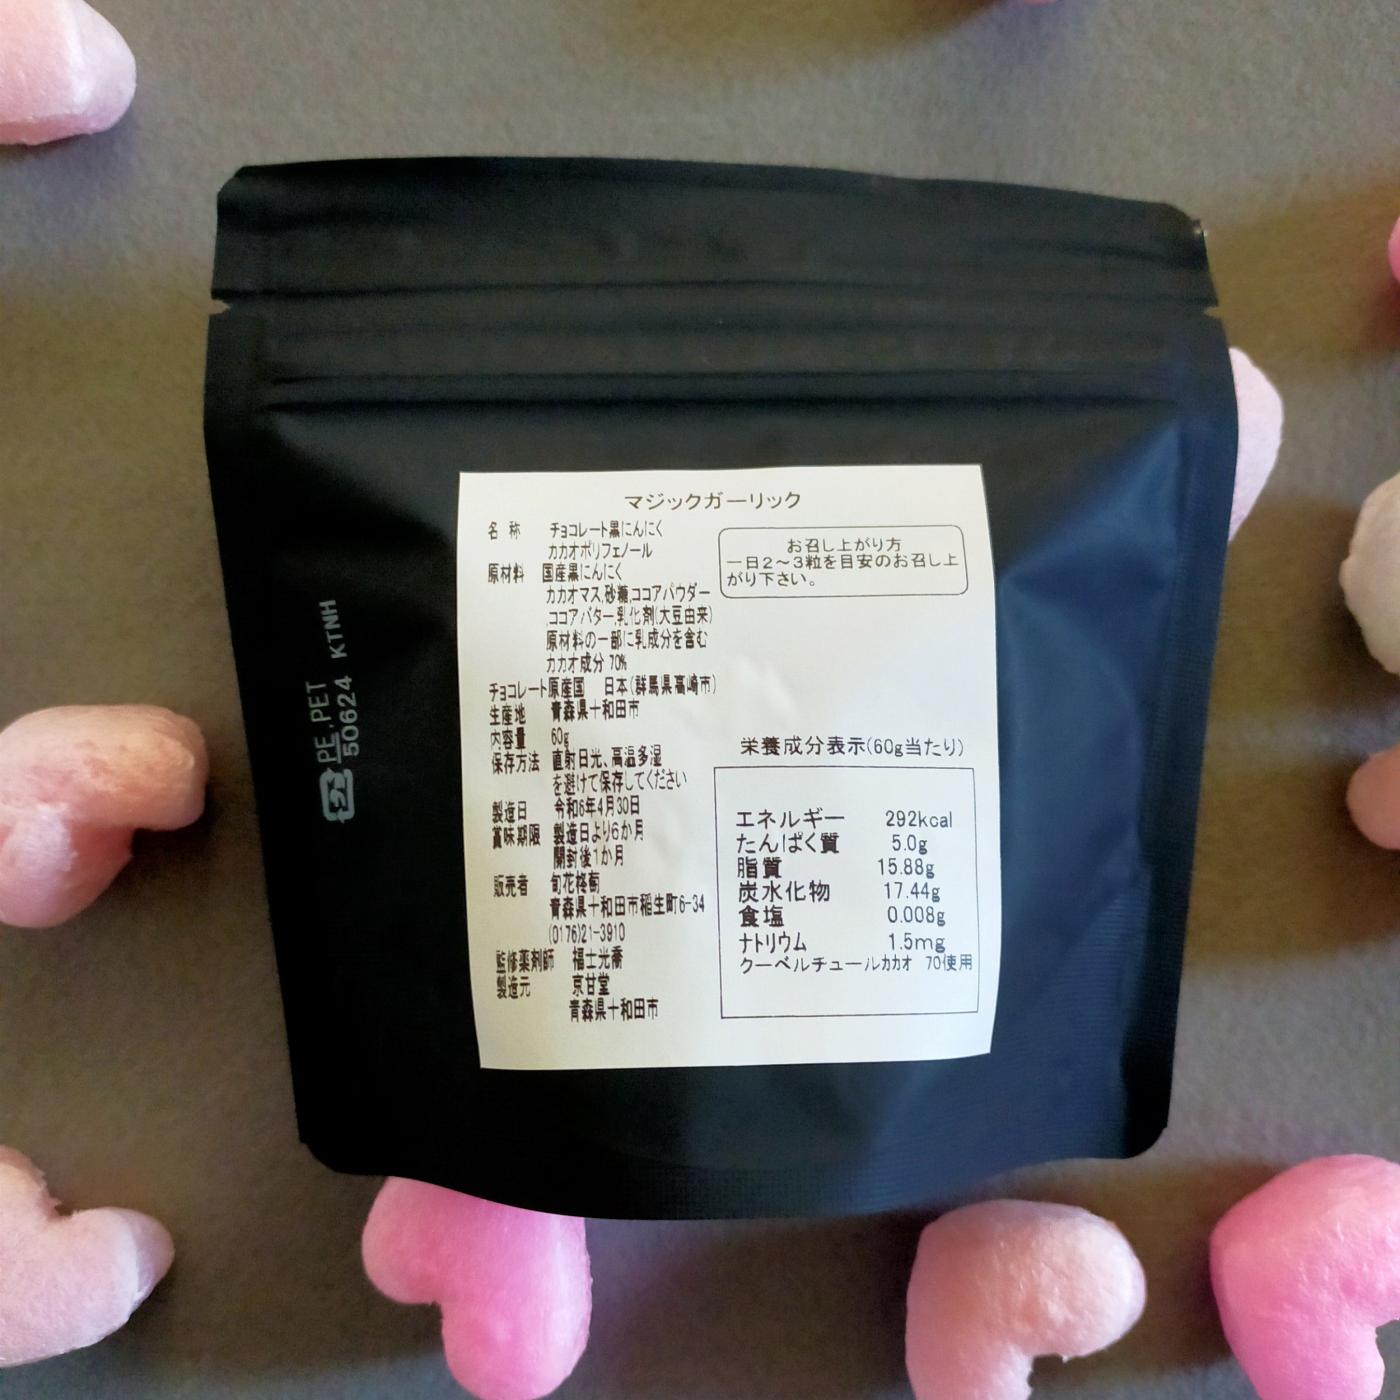 マジックガーリック
名 称 チョコレート黒にんにく
カカオポリフェノール
原材料 国産黒にんにく
カカオマス,砂糖,ココアパウダー
,ココアバター,乳化剤(大豆由来)
原材料の一部に乳成分を含む
カカオ成分 70%
チョコレート原産国 日本(群馬県高崎市)
生産地 青森県十和田市
内容量 60g
保存方法 直射日光、高温多湿
を避けて保存してください
製造日 令和6年4月30日
賞味期限 製造日より6か月
開封後1か月
販売者 旬花柊萄
青森県十和田市稲生町6-34
(0176)21-3910
監修薬剤師 福士光喬
製造元 京甘堂
青森県十和田市
お召し上がり方
一日2～3粒を目安のお召し上
がり下さい。
栄養成分表示(60g当たり)
エネルギー 292kcal
たんぱく質 5.0g
脂質 15.88g
炭水化物 17.44g
食塩 0.008g
ナトリウム 1.5mg
クーベルチュールカカオ 70使用
プラ PE,PET
50624 KTNH